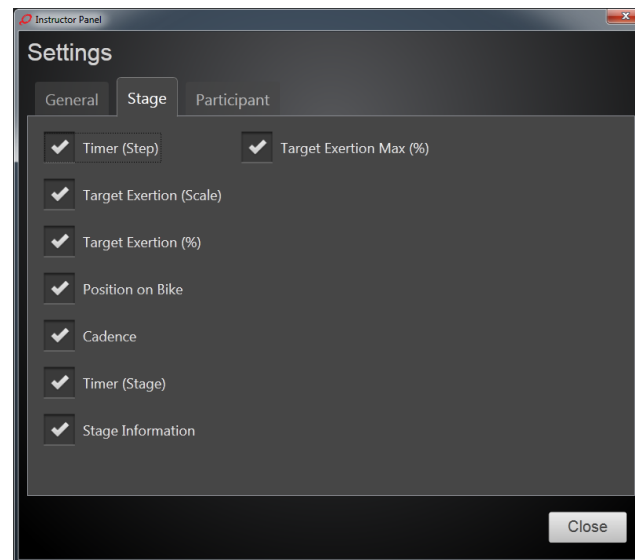 Instructor Panel
Settings
General Stage Participant
Timer (Step) Target Exertion Max (%)
Target Exertion (Scale)
Target Exertion (%)
Position on Bike
Cadence
Timer (Stage)
Stage Information
Close